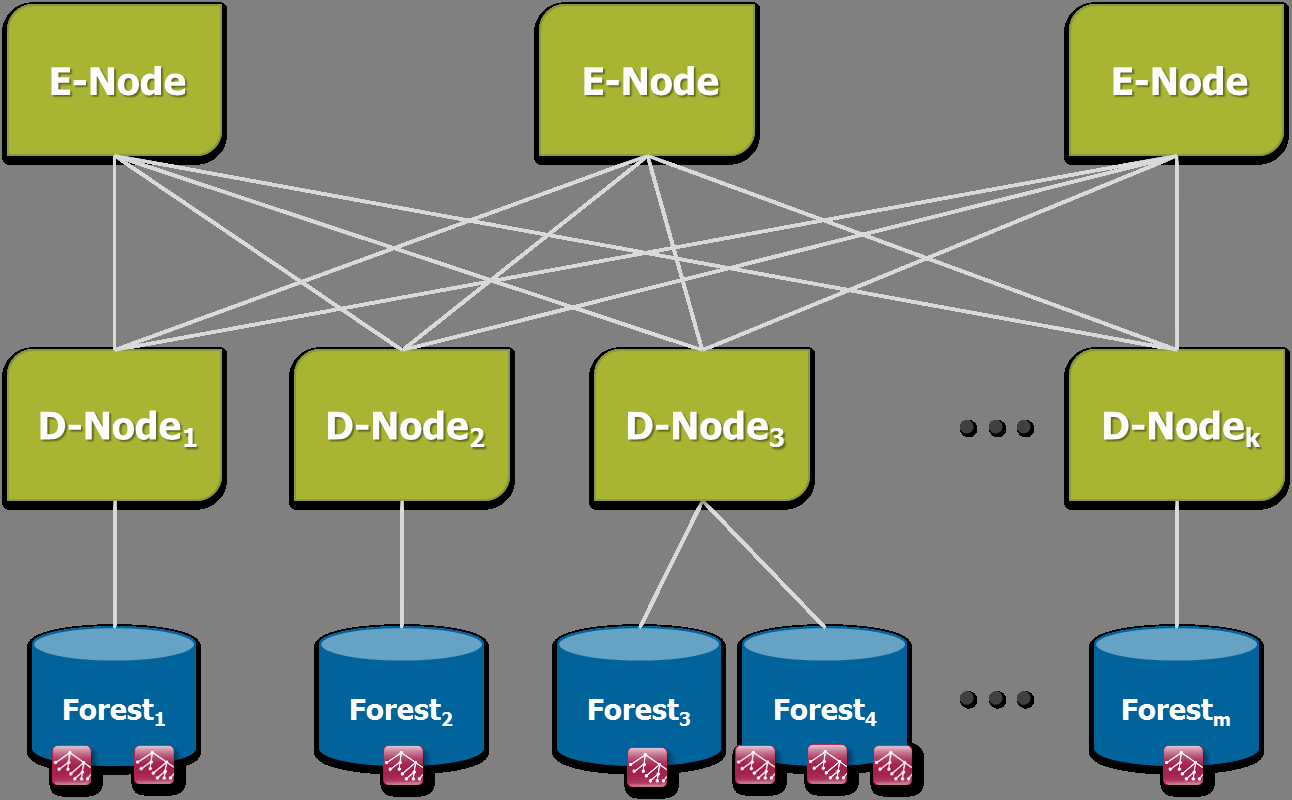 E-Node
E-Node
E-Node
D-Node₁
D-Node₂
D-Node₃
D-Nodeₖ
Forest₁
Forest₂
Forest₃
Forest₄
Forestₘ